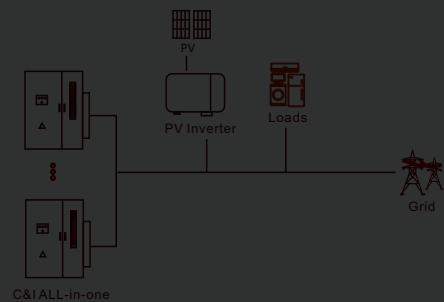 PV
PV Inverter
Loads
Grid
C&I ALL-in-one